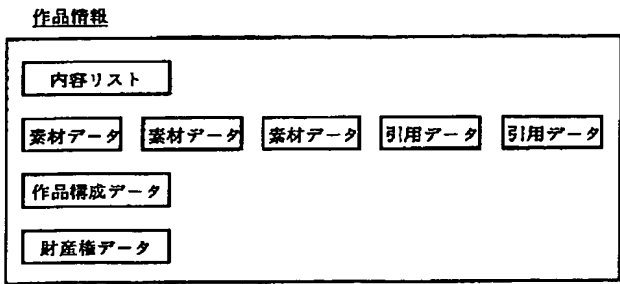 作品情報
内容リスト
素材データ 素材データ 素材データ 引用データ 引用データ
作品構成データ
財産権データ